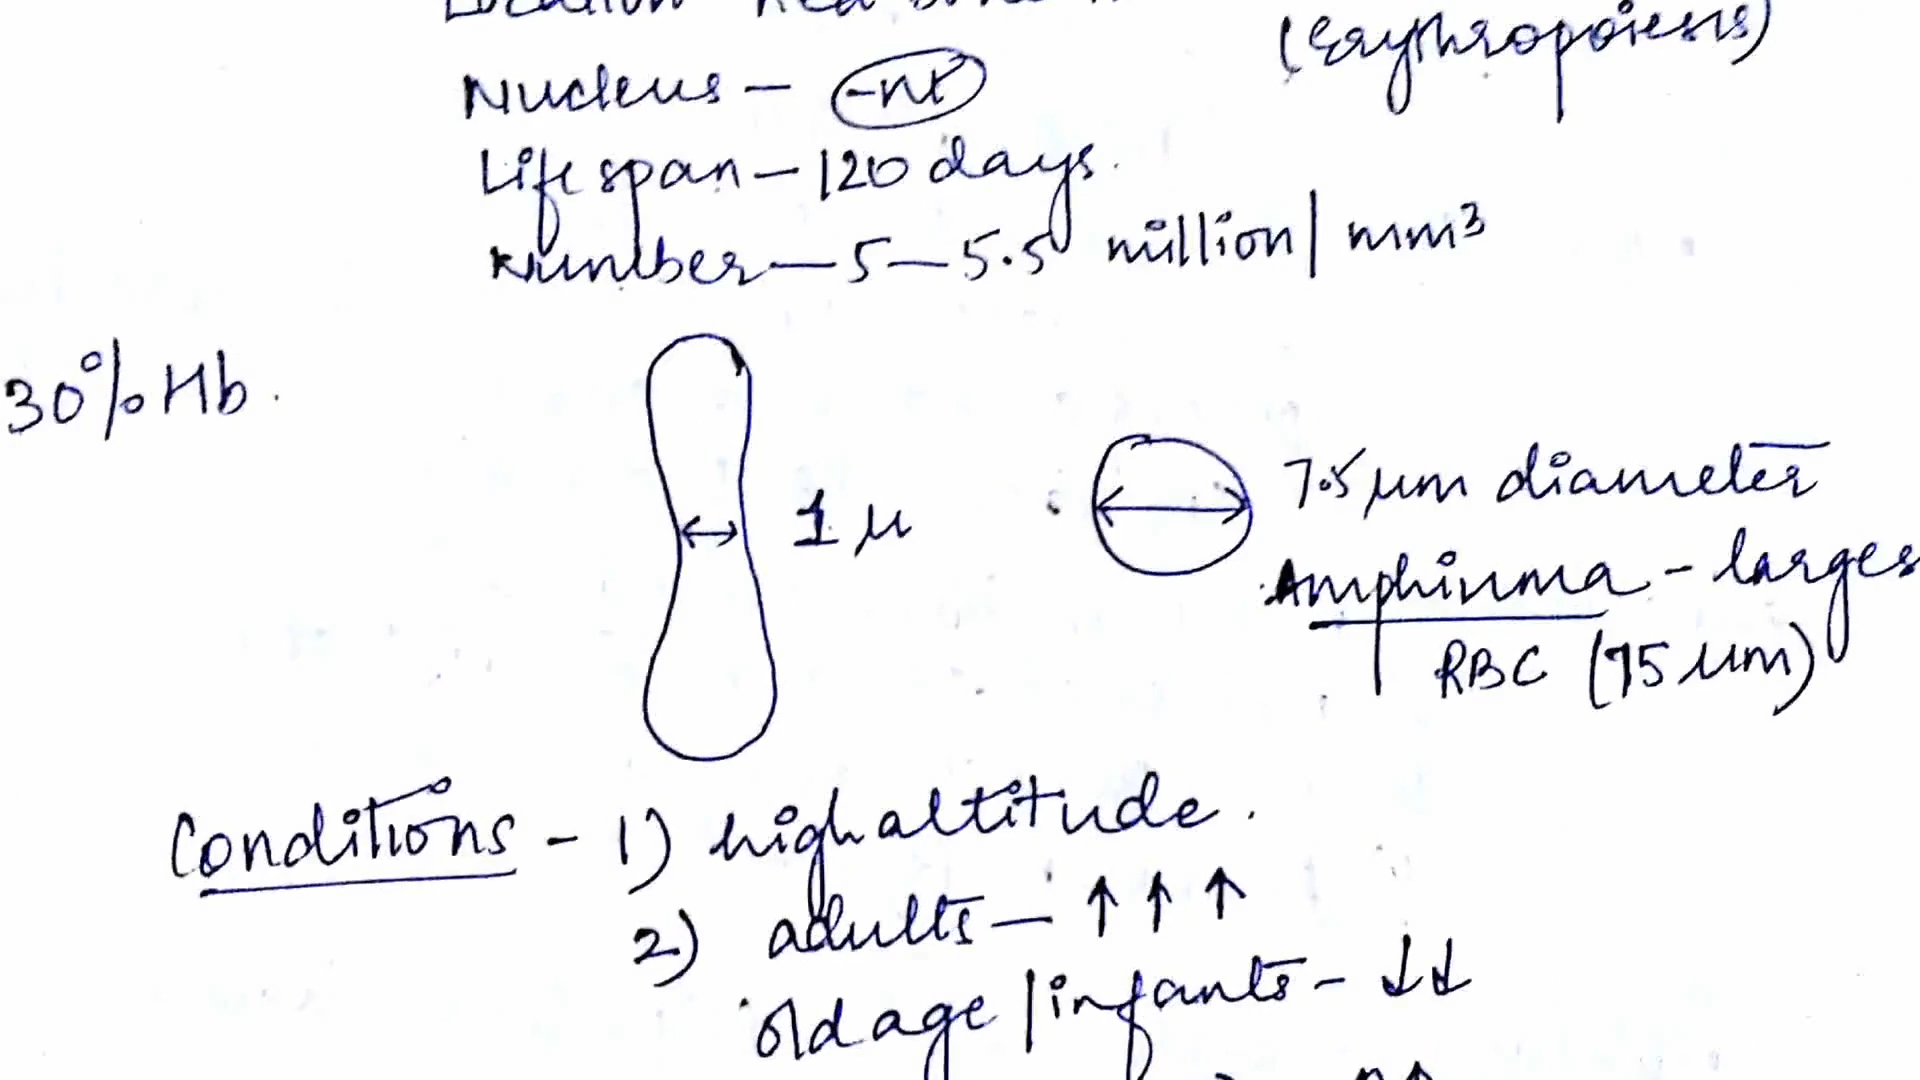 (Erythropoiesis)
Nucleus — -nt
Life span — 120 days.
Number — 5 — 5.5 million/mm³
30% Hb.
1 µ
7.5 µm diameter
Amphiuma - larges
RBC (75 µm)
Conditions - 1) high altitude.
2) adults — ↑ ↑ ↑
old age / infants - ↓↓